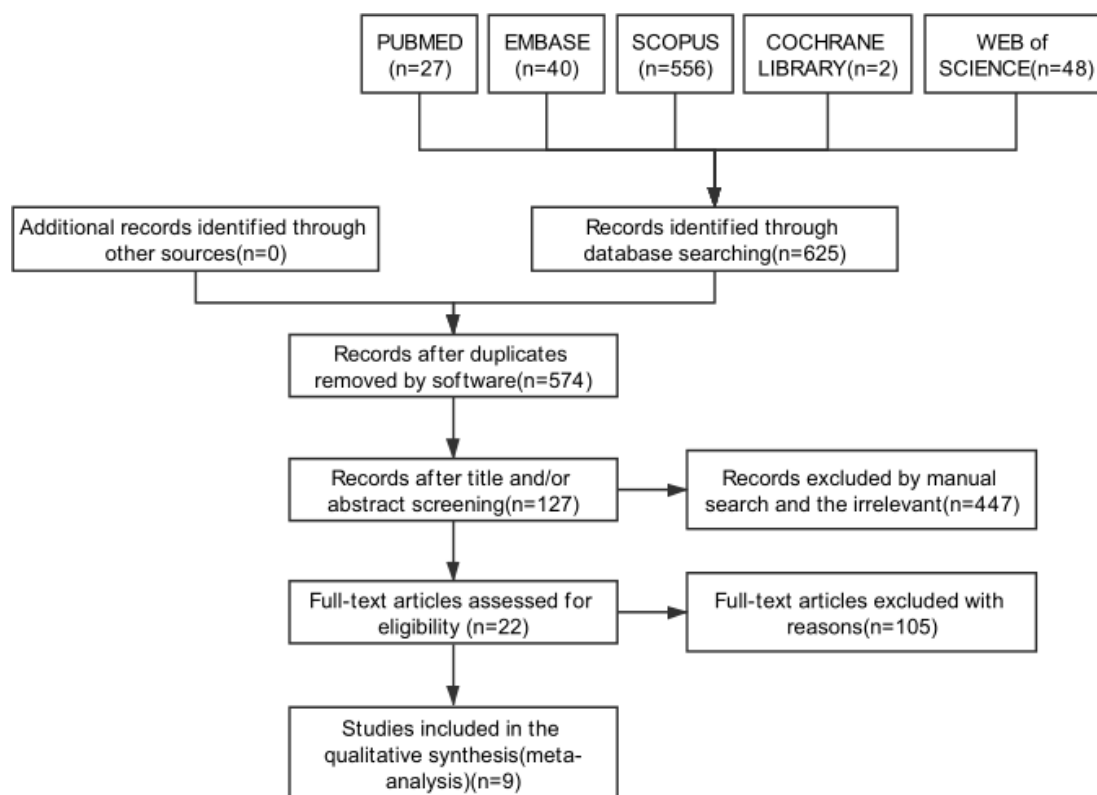 PUBMED
(n=27)
EMBASE
(n=40)
SCOPUS
(n=556)
COCHRANE
LIBRARY(n=2)
WEB of
SCIENCE(n=48)
Additional records identified through
other sources(n=0)
Records identified through
database searching(n=625)
Records after duplicates
removed by software(n=574)
Records after title and/or
abstract screening(n=127)
Records excluded by manual
search and the irrelevant(n=447)
Full-text articles assessed for
eligibility (n=22)
Full-text articles excluded with
reasons(n=105)
Studies included in the
qualitative synthesis(meta-
analysis)(n=9)